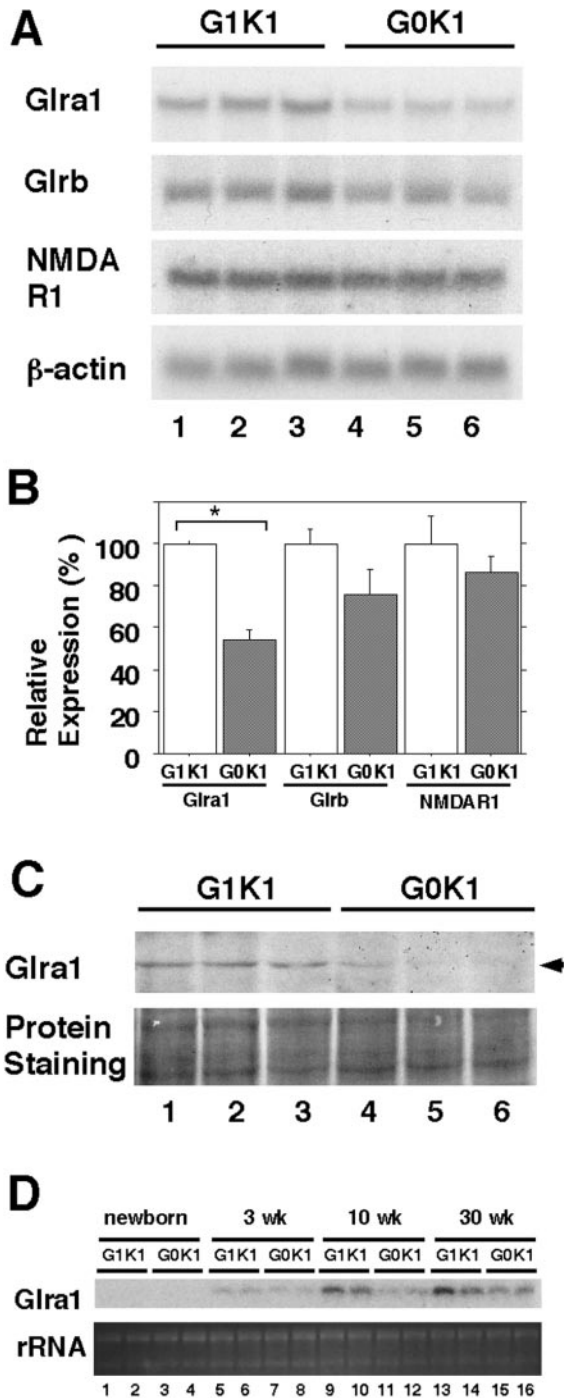 A
G1K1 G0K1
Glra1
Glrb
NMDA
R1
β-actin
1 2 3 4 5 6
B
Relative
Expression (%)
100
80
60
40
20
0
*
G1K1 G0K1 G1K1 G0K1 G1K1 G0K1
Glra1 Glrb NMDAR1
C
G1K1 G0K1
Glra1
Protein
Staining
1 2 3 4 5 6
D
newborn 3 wk 10 wk 30 wk
G1K1 G0K1 G1K1 G0K1 G1K1 G0K1 G1K1 G0K1
Glra1
rRNA
1 2 3 4 5 6 7 8 9 10 11 12 13 14 15 16